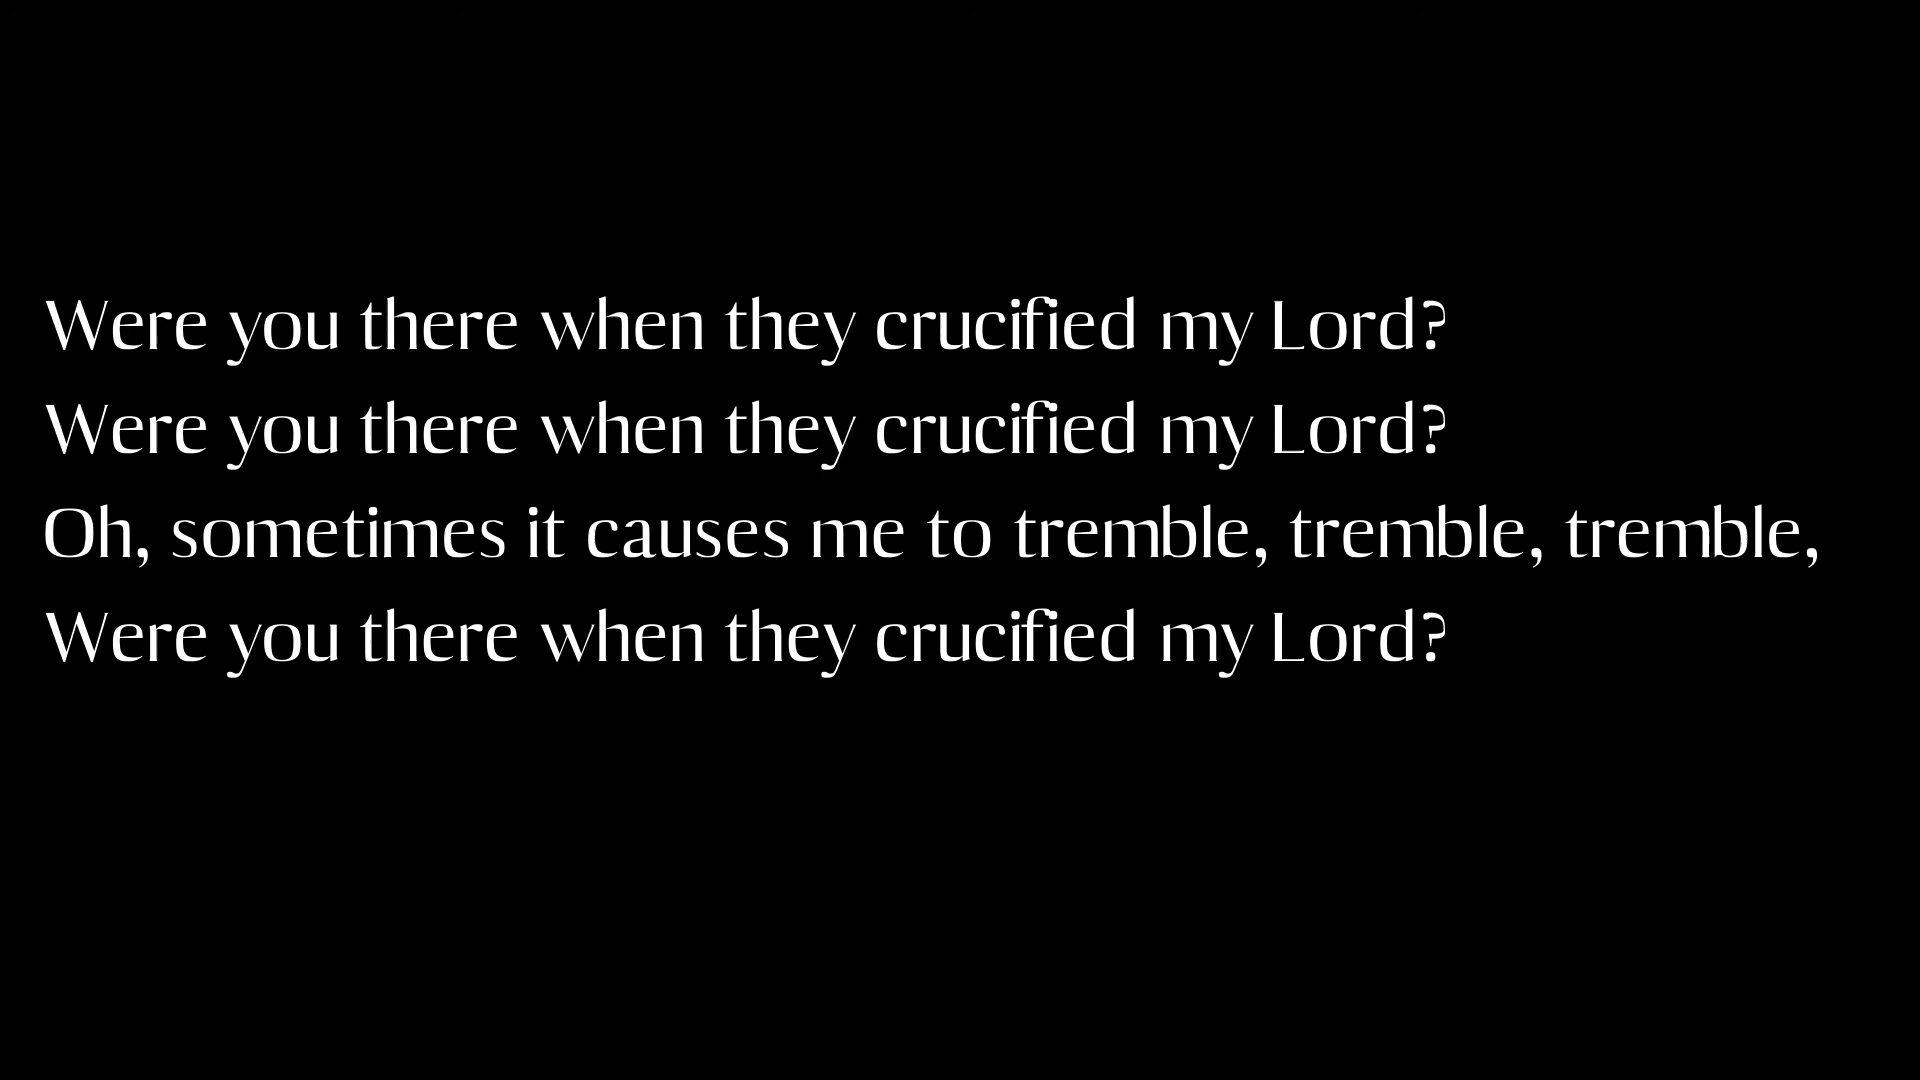 Were you there when they crucified my Lord?
Were you there when they crucified my Lord?
Oh, sometimes it causes me to tremble, tremble, tremble,
Were you there when they crucified my Lord?